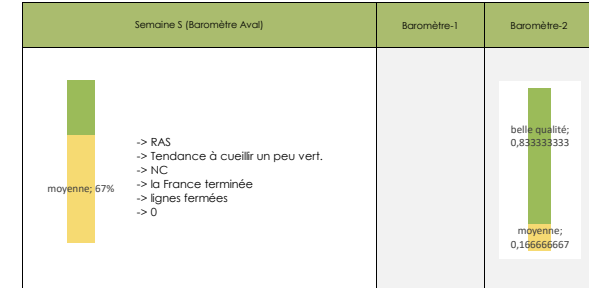 Semaine S (Baromètre Aval)
Baromètre-1
Baromètre-2
moyenne; 67%
-> RAS
-> Tendance à cueillir un peu vert.
-> NC
-> la France terminée
-> lignes fermées
-> 0
belle qualité;
0,833333333
moyenne;
0,166666667